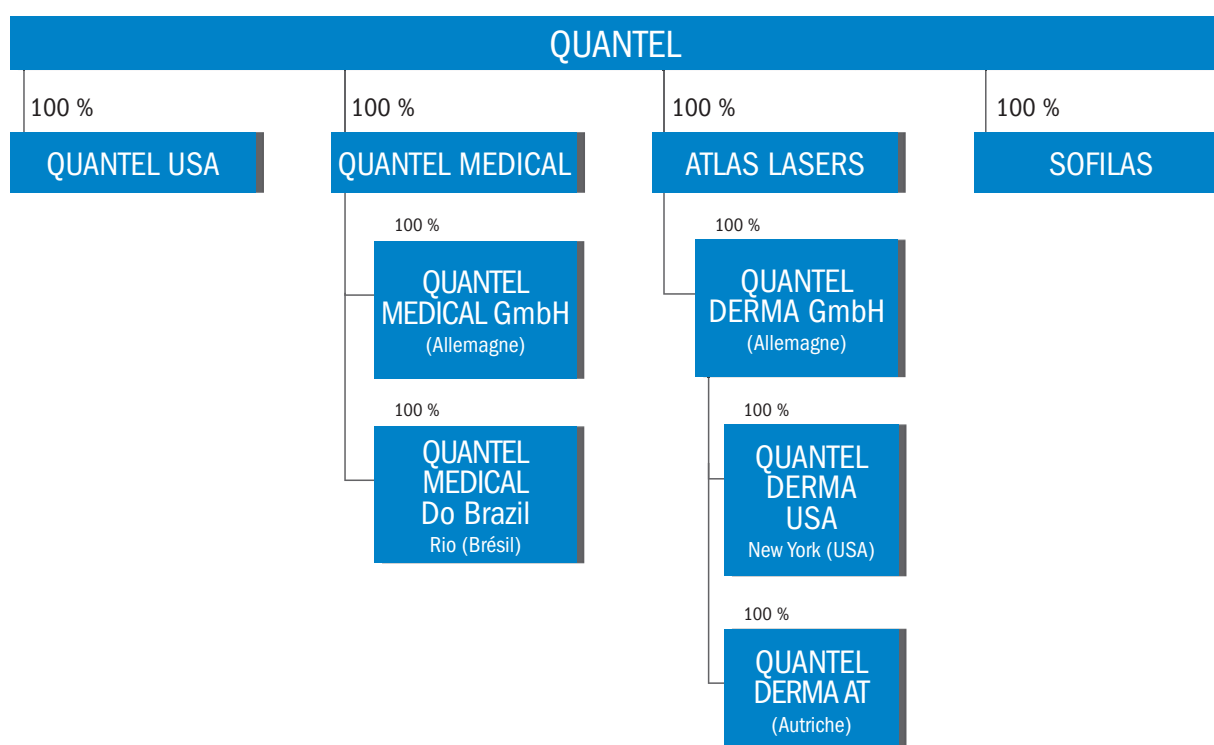 QUANTEL
100 %
100 %
100 %
100 %
QUANTEL USA
QUANTEL MEDICAL
ATLAS LASERS
SOFILAS
100 %
QUANTEL
MEDICAL GmbH
(Allemagne)
100 %
QUANTEL
MEDICAL
Do Brazil
Rio (Brésil)
100 %
QUANTEL
DERMA GmbH
(Allemagne)
100 %
QUANTEL
DERMA
USA
New York (USA)
100 %
QUANTEL
DERMA AT
(Autriche)